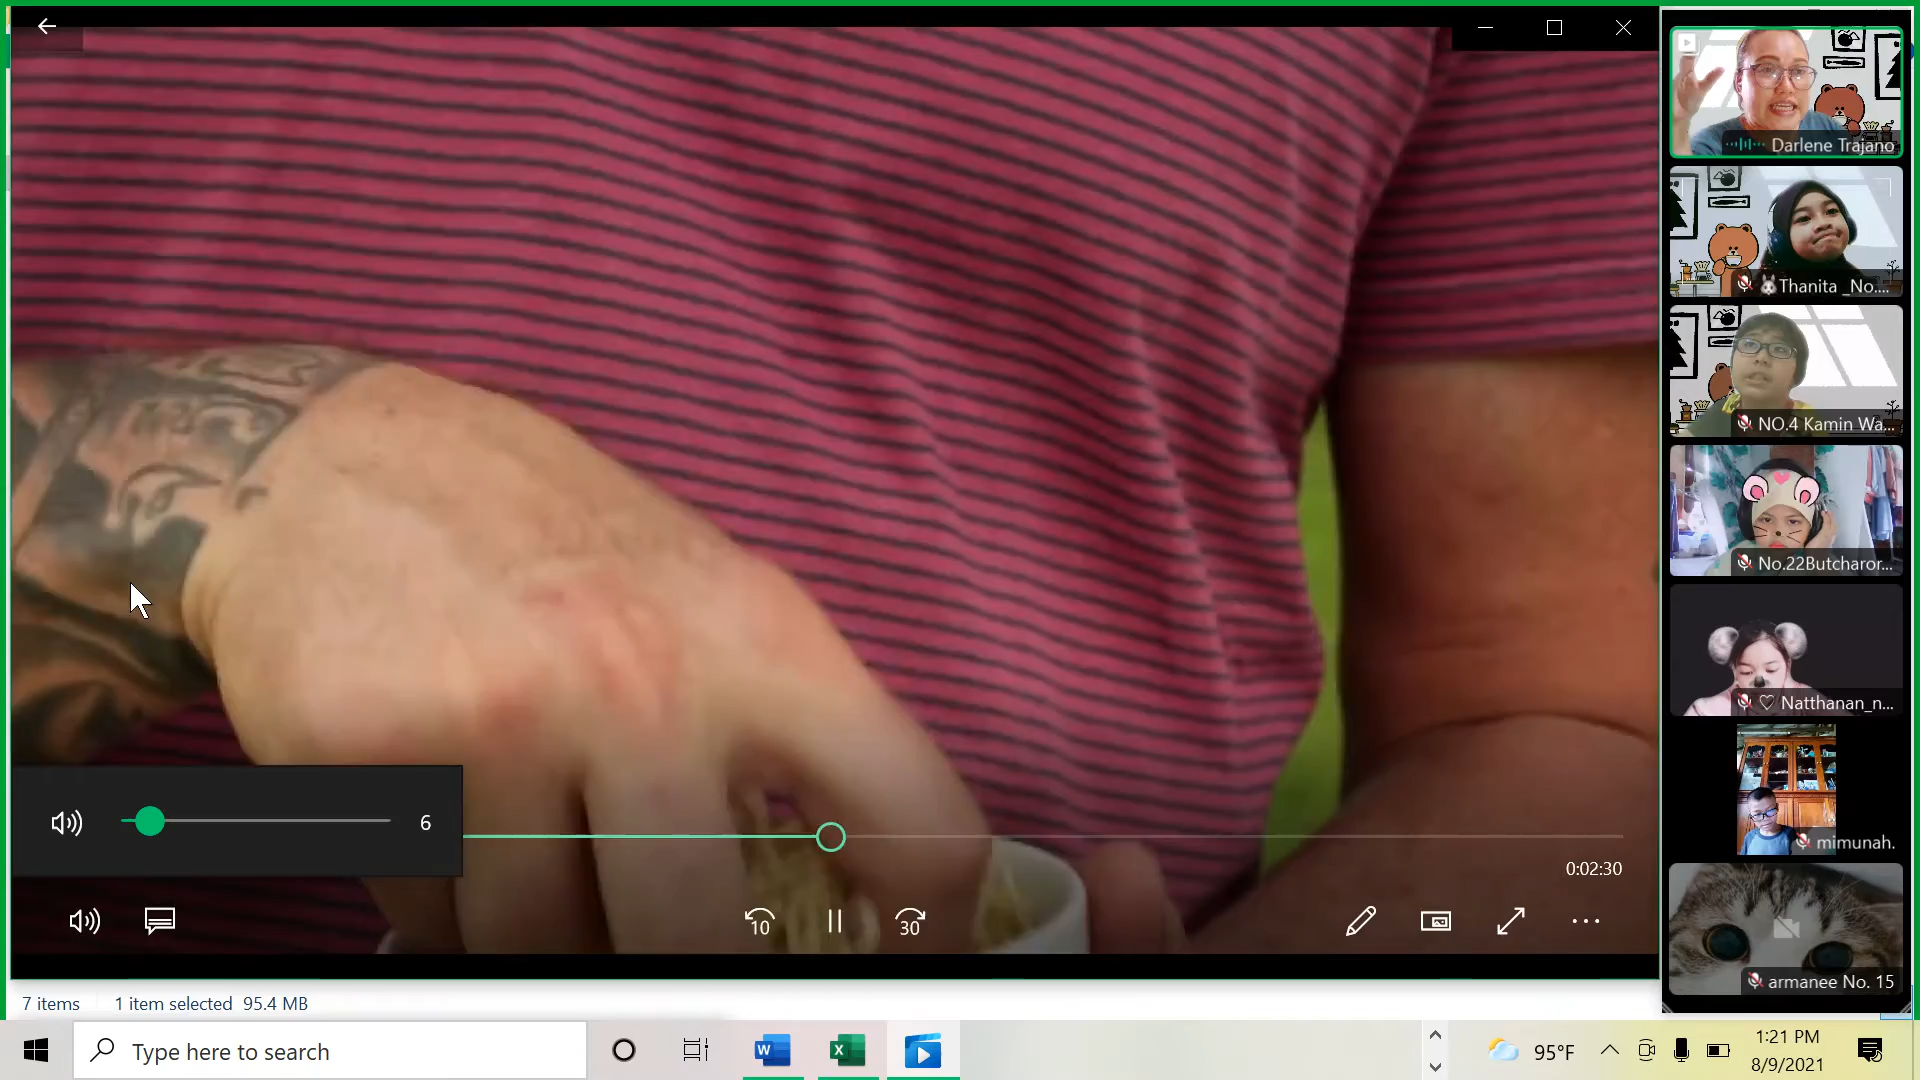 Darlene Trajano
Thanita _No....
NO.4 Kamin Wa...
No.22Butcharor...
♡ Natthanan_n...
mimunah.
armanee No. 15
6
0:02:30
10
30
7 items
1 item selected 95.4 MB
Type here to search
W
X
95°F
1:21 PM
8/9/2021